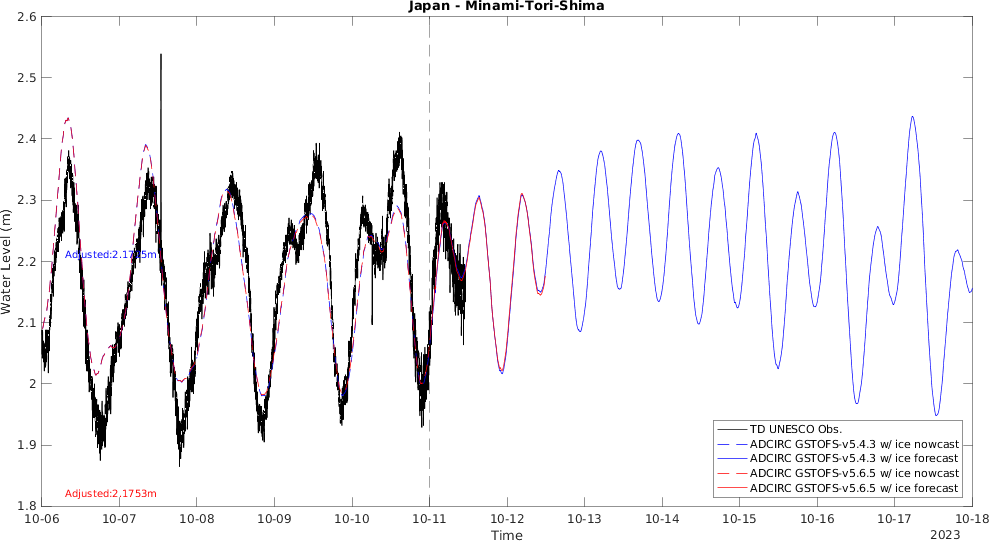 Japan - Minami-Tori-Shima
2.6
2.5
2.4
2.3
2.2
2.1
2
1.9
1.8
Water Level (m)
Adjusted:2.1755m
Adjusted:2.1753m
TD UNESCO Obs.
ADCIRC GSTOFS-v5.4.3 w/ ice nowcast
ADCIRC GSTOFS-v5.4.3 w/ ice forecast
ADCIRC GSTOFS-v5.6.5 w/ ice nowcast
ADCIRC GSTOFS-v5.6.5 w/ ice forecast
10-06 10-07 10-08 10-09 10-10 10-11 10-12 10-13 10-14 10-15 10-16 10-17 10-18
Time
2023